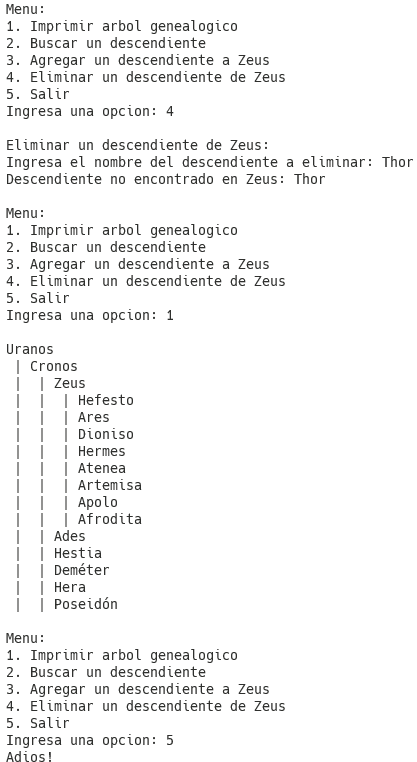 Menu:
1. Imprimir arbol genealogico
2. Buscar un descendiente
3. Agregar un descendiente a Zeus
4. Eliminar un descendiente de Zeus
5. Salir
Ingresa una opcion: 4

Eliminar un descendiente de Zeus:
Ingresa el nombre del descendiente a eliminar: Thor
Descendiente no encontrado en Zeus: Thor

Menu:
1. Imprimir arbol genealogico
2. Buscar un descendiente
3. Agregar un descendiente a Zeus
4. Eliminar un descendiente de Zeus
5. Salir
Ingresa una opcion: 1

Uranos
 | Cronos
 |  | Zeus
 |  |  | Hefesto
 |  |  | Ares
 |  |  | Dioniso
 |  |  | Hermes
 |  |  | Atenea
 |  |  | Artemisa
 |  |  | Apolo
 |  |  | Afrodita
 |  | Ades
 |  | Hestia
 |  | Deméter
 |  | Hera
 |  | Poseidón

Menu:
1. Imprimir arbol genealogico
2. Buscar un descendiente
3. Agregar un descendiente a Zeus
4. Eliminar un descendiente de Zeus
5. Salir
Ingresa una opcion: 5
Adios!